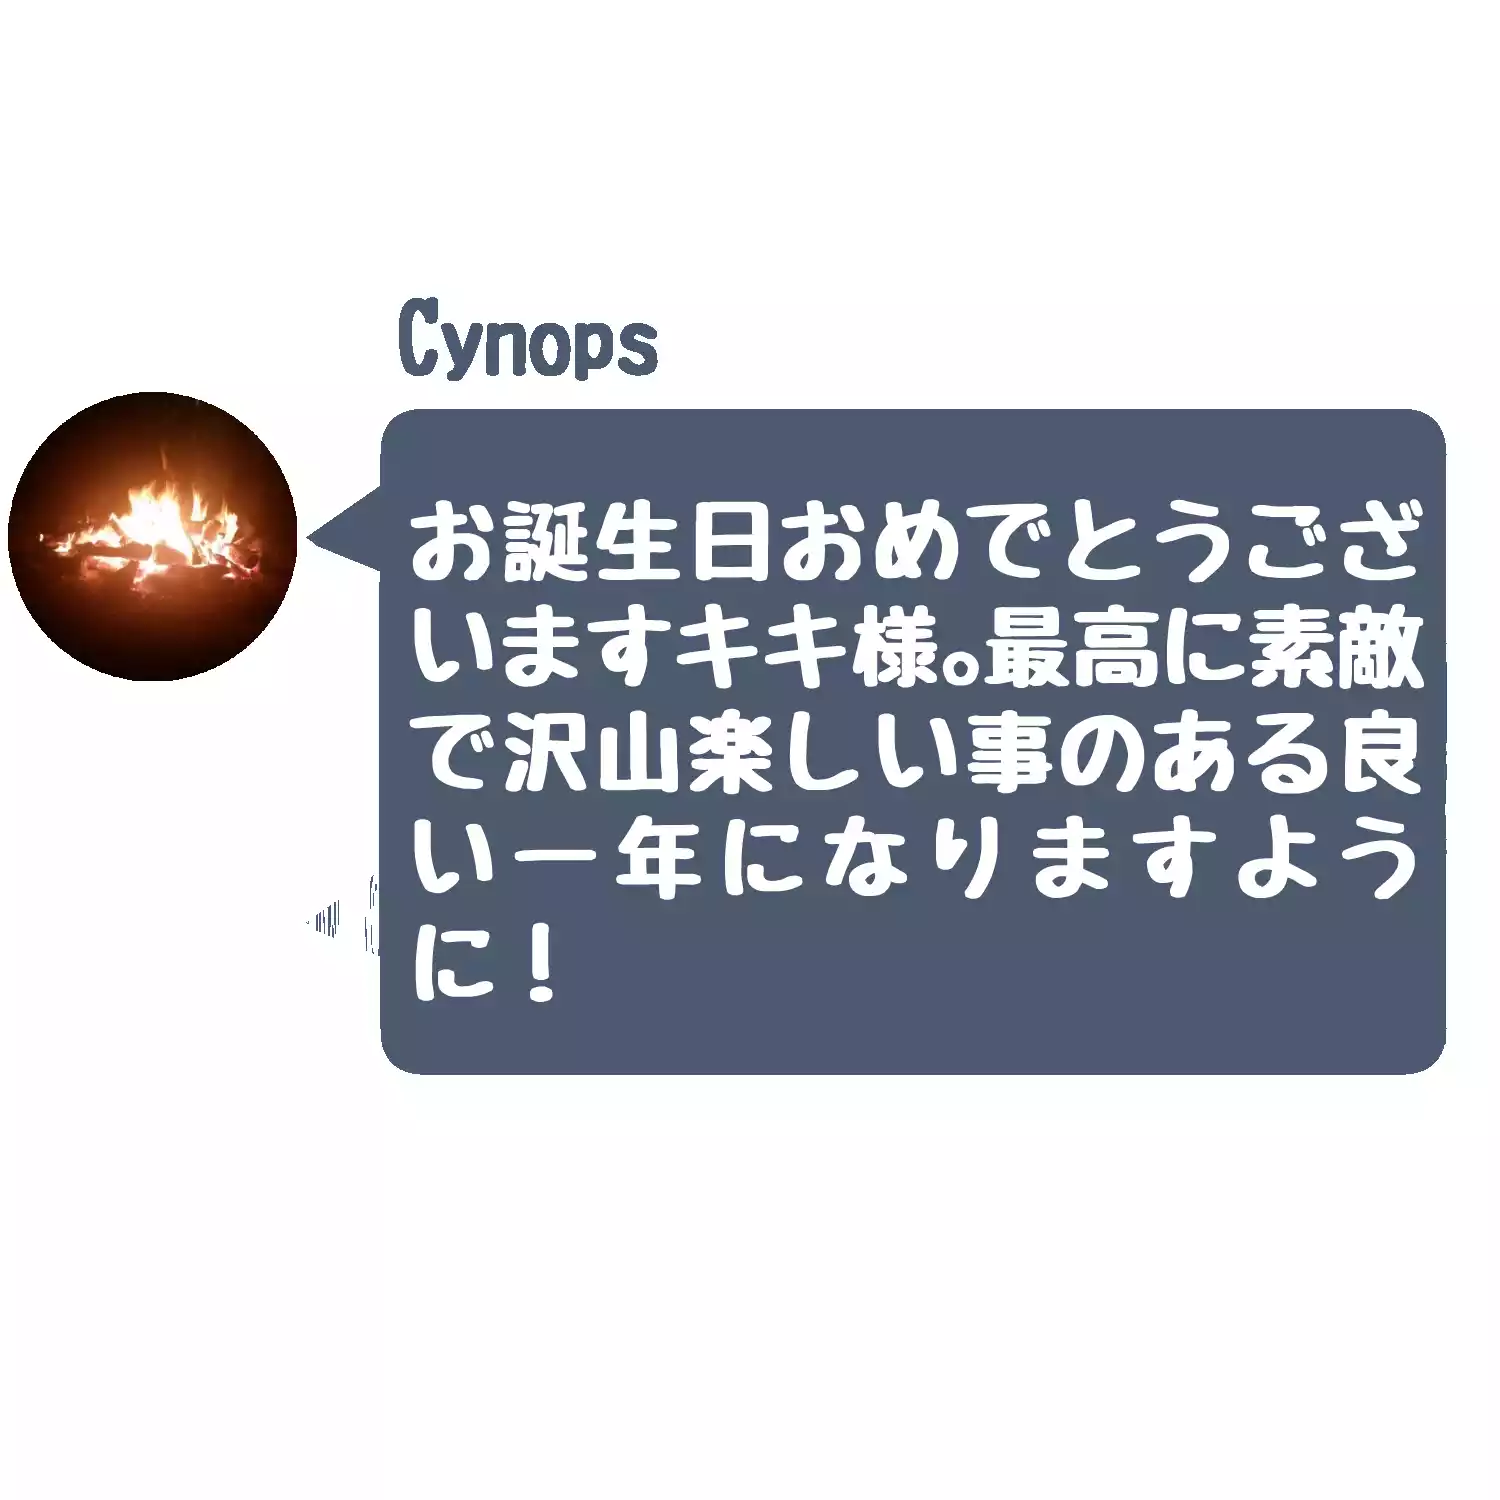 Cynops
お誕生日おめでとうござ
いますキキ様。最高に素敵
で沢山楽しい事のある良
い一年になりますよう
に！